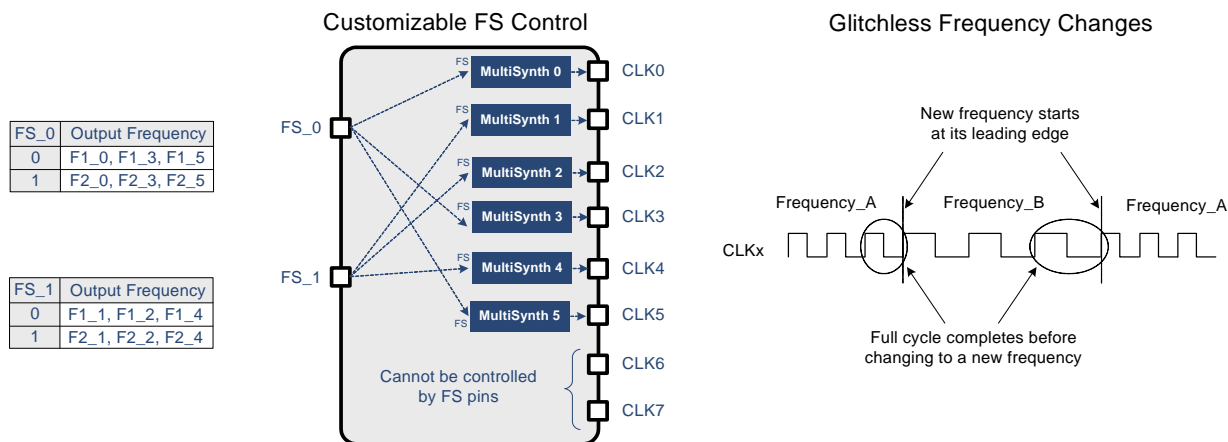 Customizable FS Control
Glitchless Frequency Changes
FS_0 Output Frequency
0 F1_0, F1_3, F1_5
1 F2_0, F2_3, F2_5
FS_1 Output Frequency
0 F1_1, F1_2, F1_4
1 F2_1, F2_2, F2_4
FS_0
FS_1
FS
MultiSynth 0
CLK0
FS
MultiSynth 1
CLK1
FS
MultiSynth 2
CLK2
FS
MultiSynth 3
CLK3
FS
MultiSynth 4
CLK4
FS
MultiSynth 5
CLK5
Cannot be controlled
by FS pins
CLK6
CLK7
New frequency starts
at its leading edge
Frequency_A
Frequency_B
Frequency_A
CLKx
Full cycle completes before
changing to a new frequency